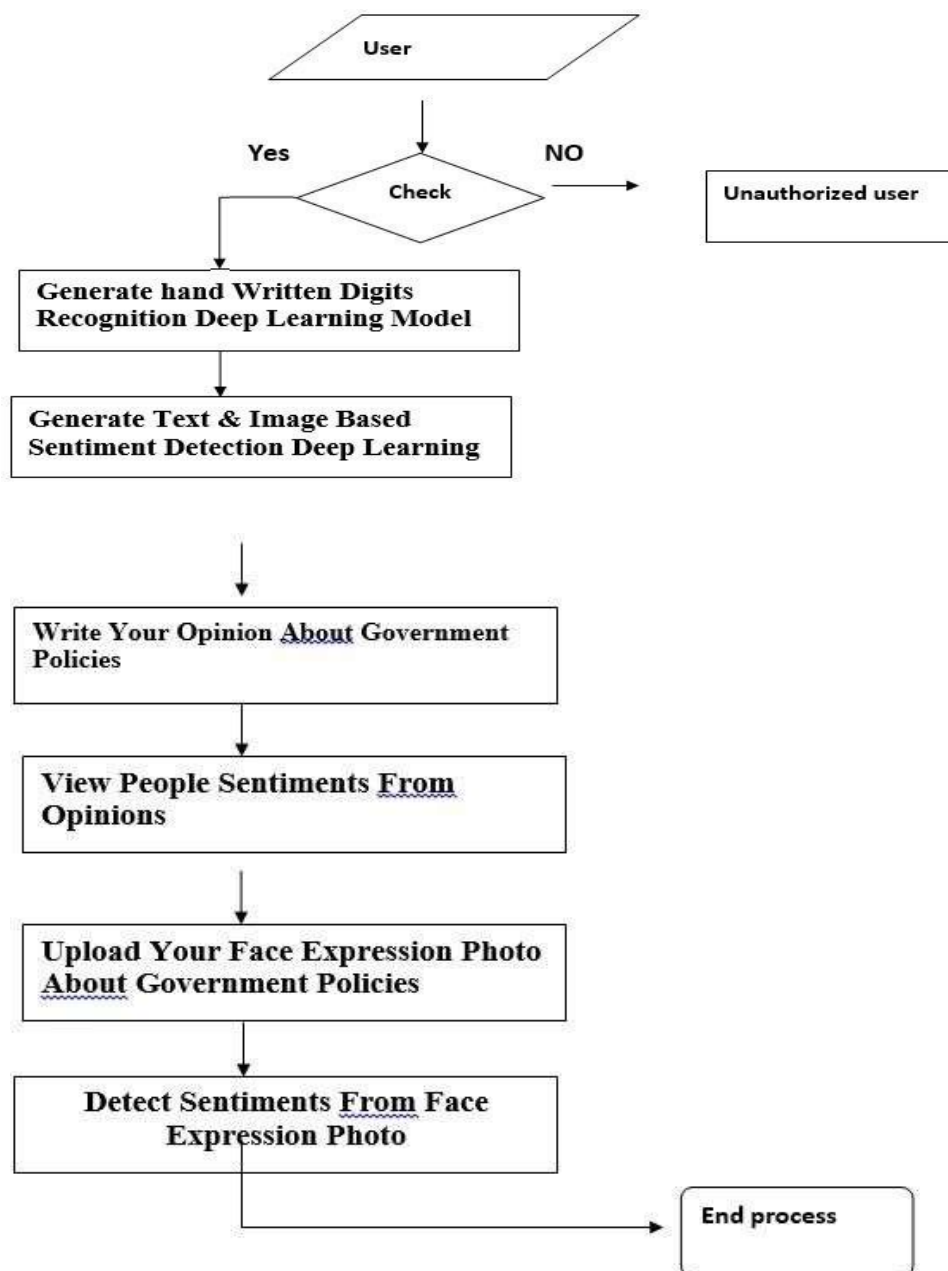 User
Yes
NO
Check
Unauthorized user
Generate hand Written Digits
Recognition Deep Learning Model
Generate Text & Image Based
Sentiment Detection Deep Learning
Write Your Opinion About Government
Policies
View People Sentiments From
Opinions
Upload Your Face Expression Photo
About Government Policies
Detect Sentiments From Face
Expression Photo
End process